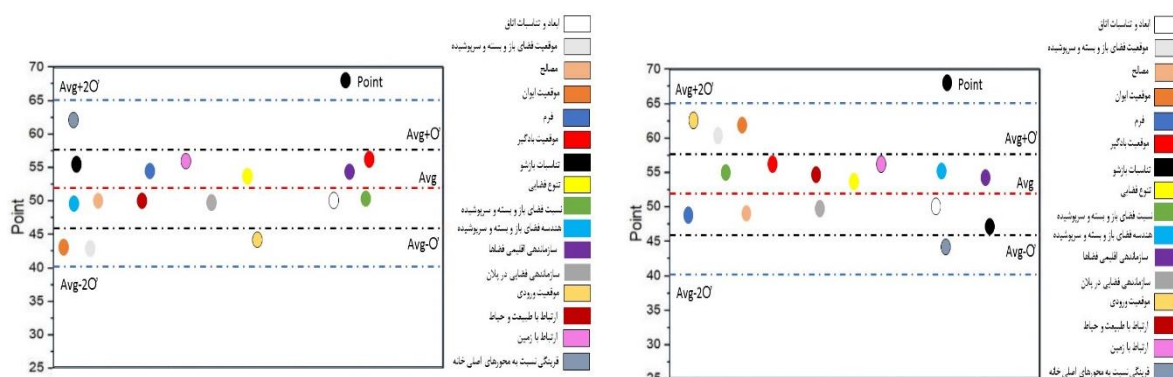 70
65
60
55
50
45
40
35
30
25
Point
Avg+2Ơ
Avg+Ơ
Avg
Avg-Ơ
Avg-2Ơ
Point
ابعاد و تناسبات اتاق
موقعیت فضای باز و بسته و سرپوشیده
مصالح
موقعیت ایوان
فرم
موقعیت بادگیر
تناسبات بازشو
تنوع فضایی
نسبت فضای باز و بسته و سرپوشیده
هندسه فضای باز و بسته و سرپوشیده
سازماندهی اقلیمی فضاها
سازماندهی فضایی در پلان
موقعیت ورودی
ارتباط با طبیعت و حیاط
ارتباط با زمین
قرینگی نسبت به محورهای اصلی خانه
70
65
60
55
50
45
40
35
30
25
Point
Avg+2Ơ
Avg+Ơ
Avg
Avg-Ơ
Avg-2Ơ
Point
ابعاد و تناسبات اتاق
موقعیت فضای باز و بسته و سرپوشیده
مصالح
موقعیت ایوان
فرم
موقعیت بادگیر
تناسبات بازشو
تنوع فضایی
نسبت فضای باز و بسته و سرپوشیده
هندسه فضای باز و بسته و سرپوشیده
سازماندهی اقلیمی فضاها
سازماندهی فضایی در پلان
موقعیت ورودی
ارتباط با طبیعت و حیاط
ارتباط با زمین
قرینگی نسبت به محورهای اصلی خانه